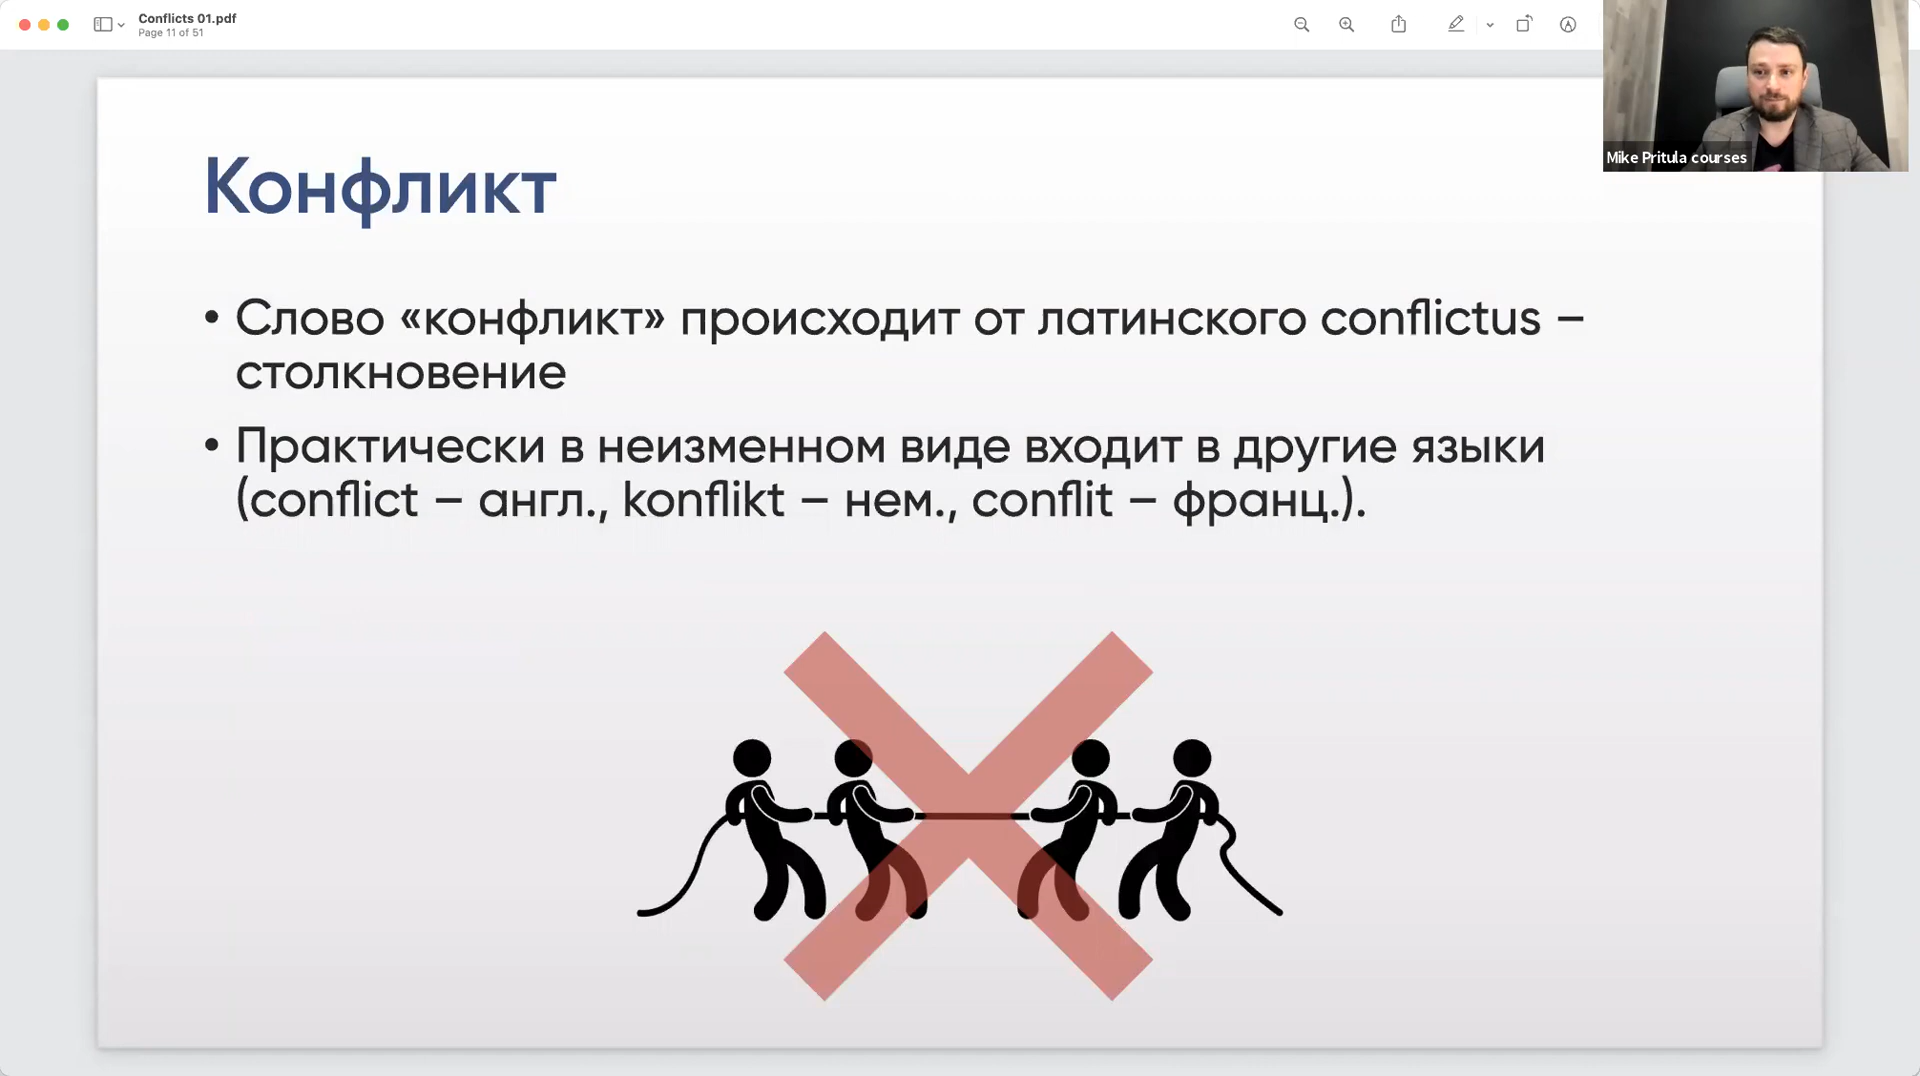 Conflicts 01.pdf
Page 11 of 51
Mike Pritula courses
Конфликт
• Слово «конфликт» происходит от латинского conflictus –
столкновение
• Практически в неизменном виде входит в другие языки
(conflict – англ., konflikt – нем., conflit – франц.).